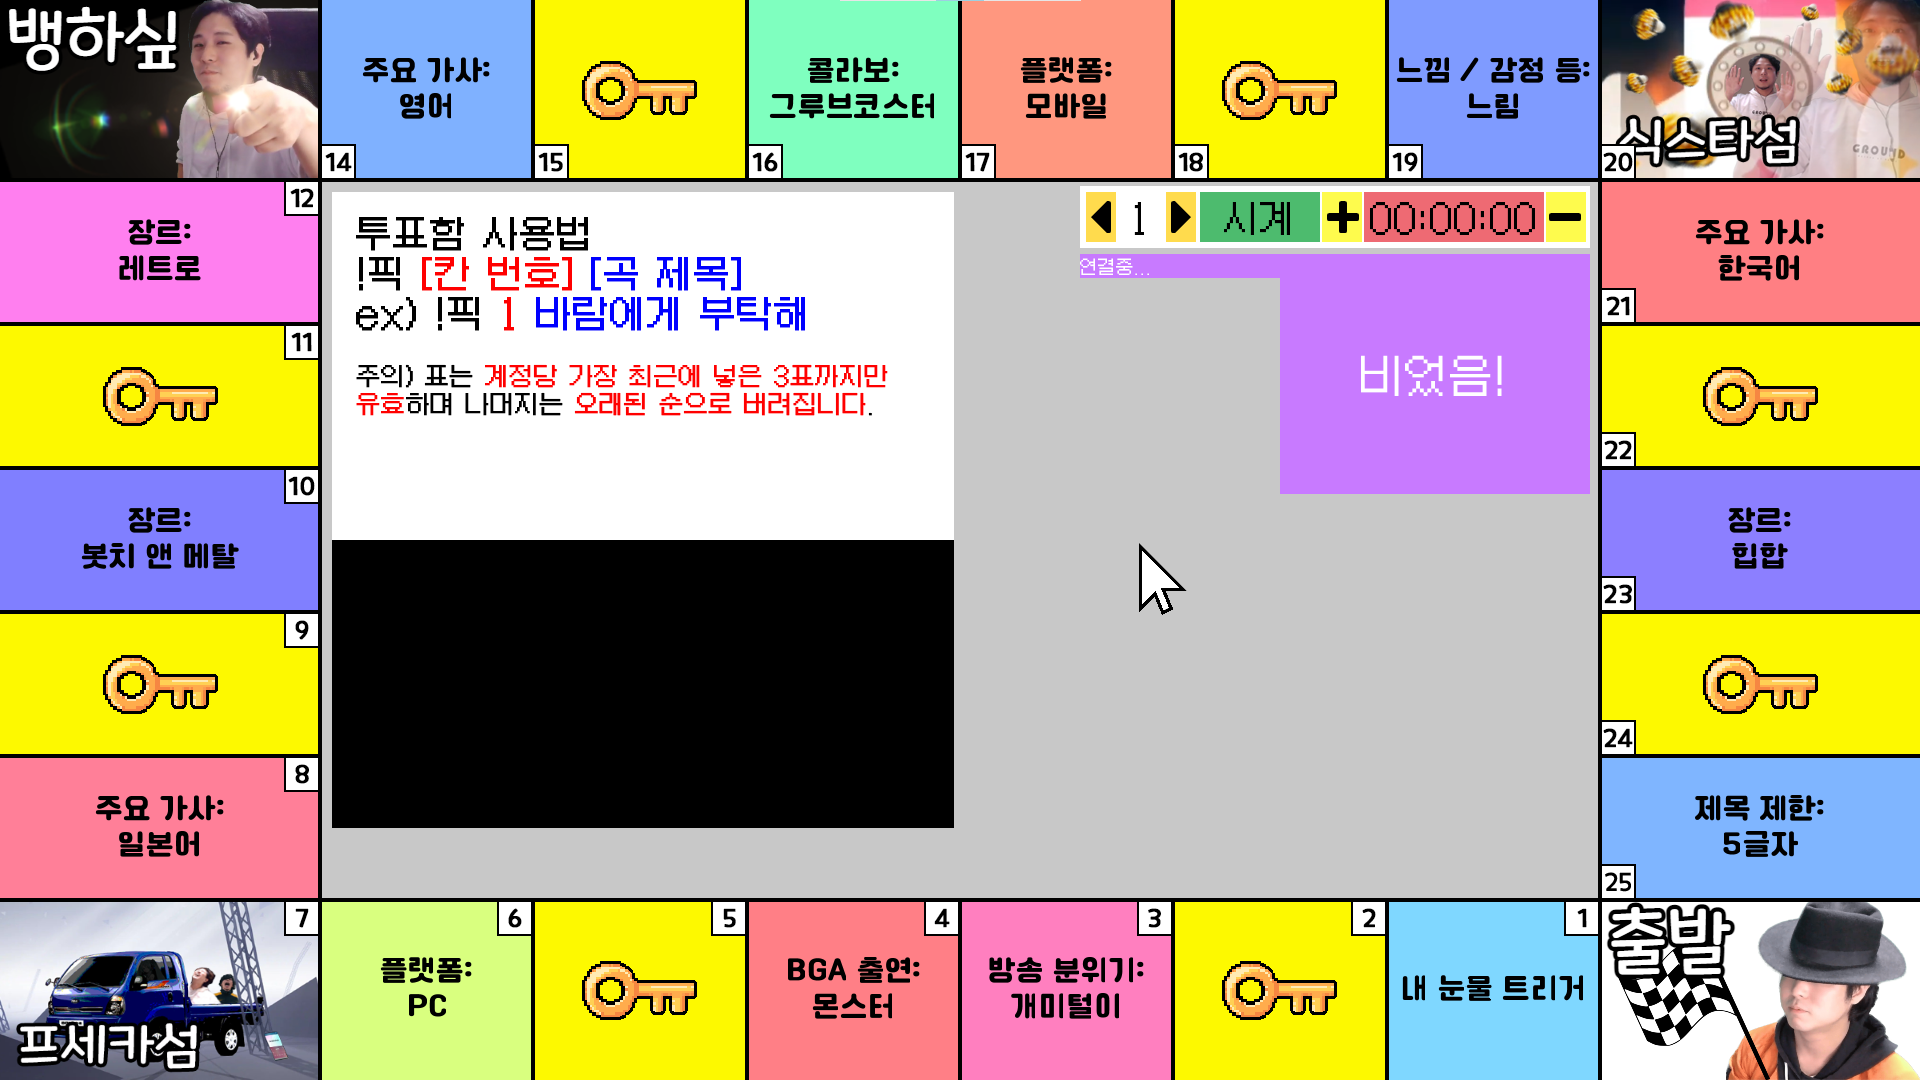 뱅하싶
주요 가사:
영어
14
15
콜라보:
그루브코스터
16
플랫폼:
모바일
17
18
느낌 / 감정 등:
느림
19
식스타섬
GROUND
20
12
장르:
레트로
11
10
장르:
봇치 앤 메탈
9
8
주요 가사:
일본어
투표함 사용법
!픽 [칸 번호] [곡 제목]
ex) !픽 1 바람에게 부탁해
주의) 표는 계정당 가장 최근에 넣은 3표까지만
유효하며 나머지는 오래된 순으로 버려집니다.
1 시계 + 00:00:00 −
연결중...
비었음!
주요 가사:
한국어
21
22
장르:
힙합
23
24
제목 제한:
5글자
25
7
프세카섬
6
플랫폼:
PC
5
4
BGA 출연:
몬스터
3
방송 분위기:
개미털이
2
1
내 눈물 트리거
출발